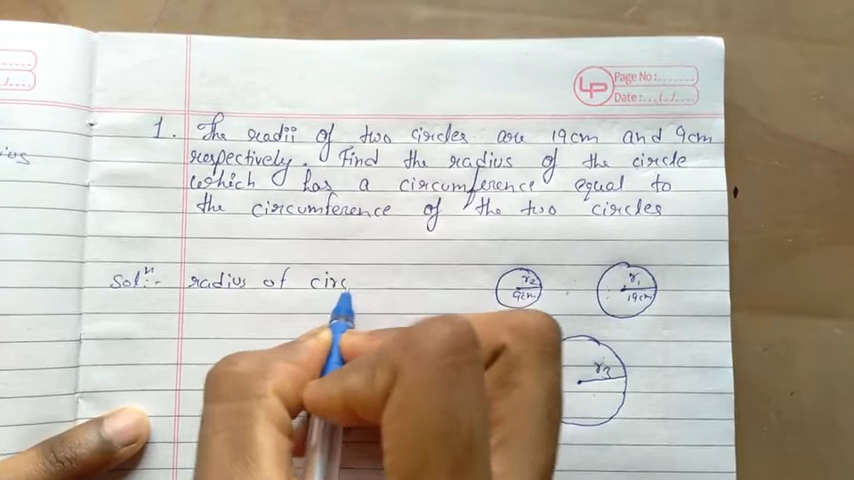 LP
Page No:.......
Date:...../...../.....
1. The radii of two circles are 19cm and 9cm
respectively. Find the radius of the circle
which has a circumference equal to
the circumference of the two circles
Solⁿ:- radius of circ
r2
9cm
r1
19cm
r3